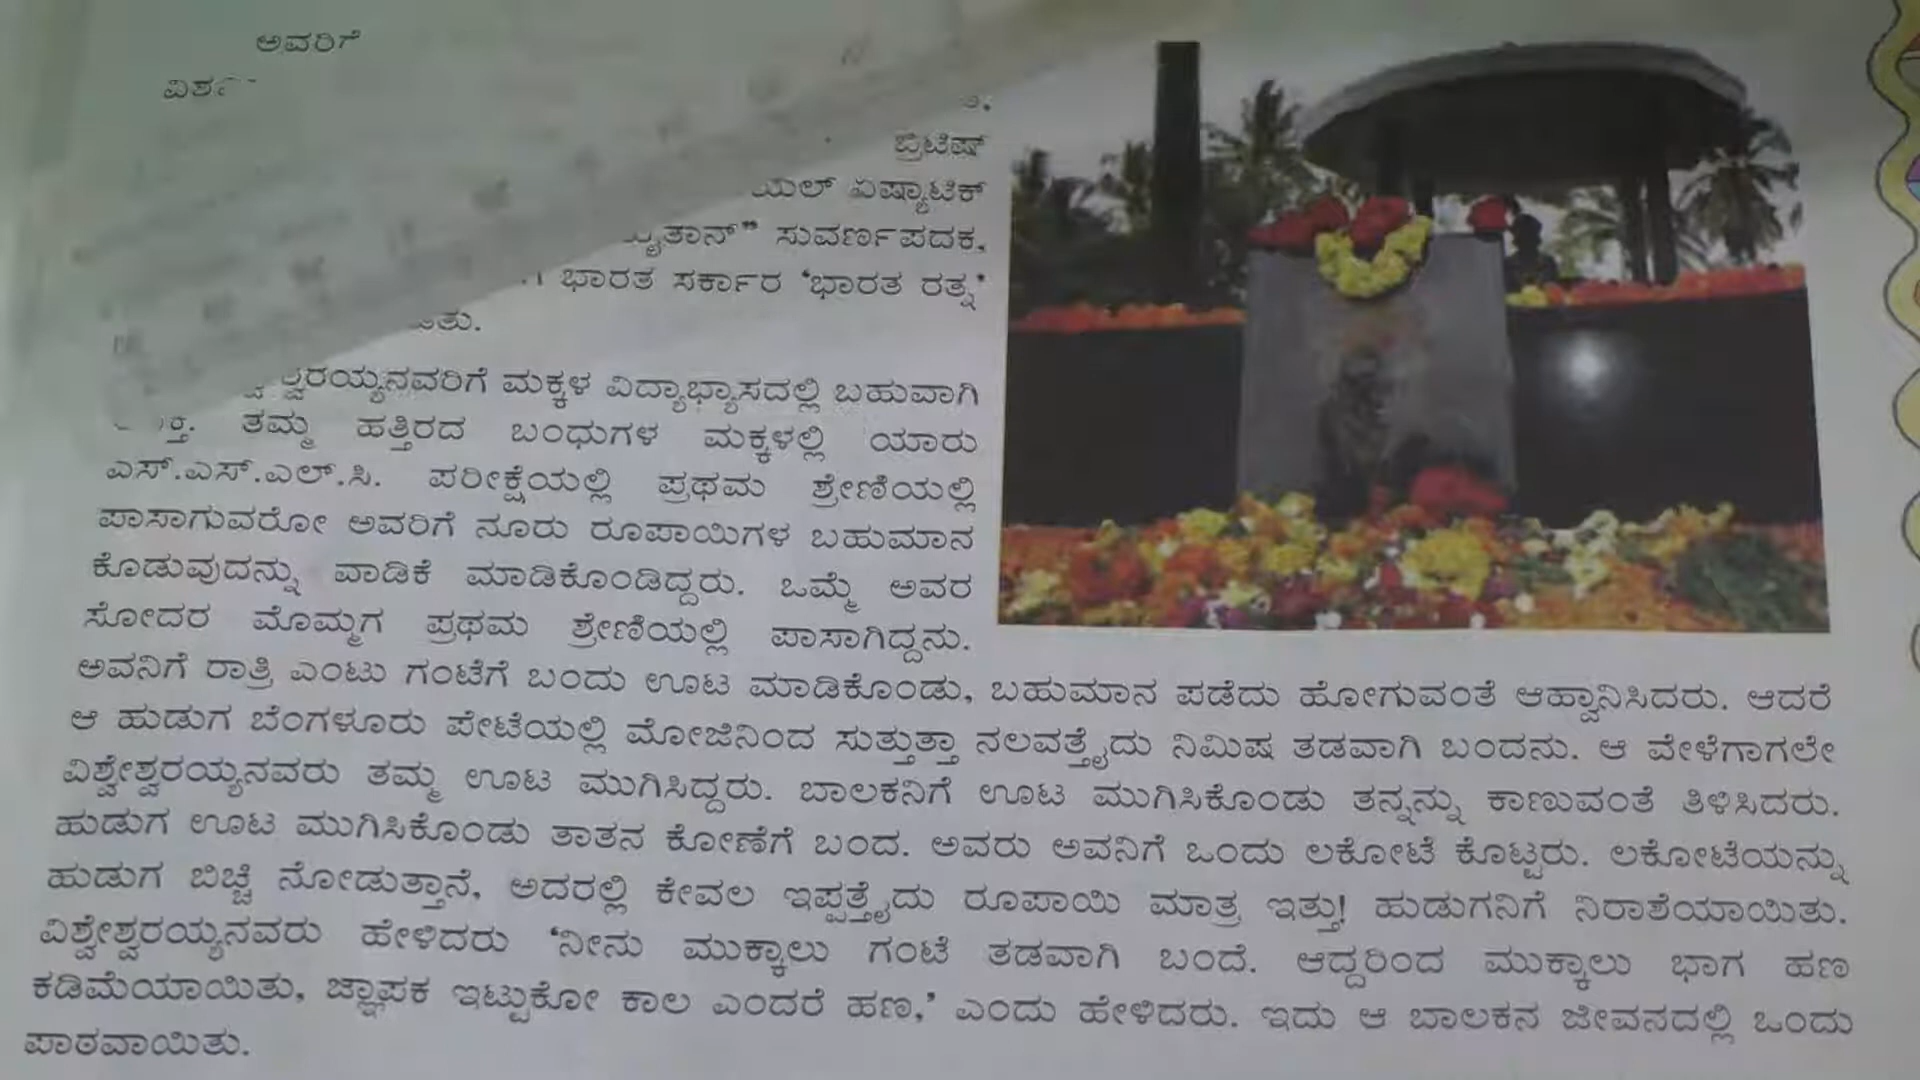 ಅವರಿಗೆ
ಬ್ರಿಟಿಷ್
ಏಷ್ಯಾಟಿಕ್
ಸುವರ್ಣಪದಕ,
ಭಾರತ ಸರ್ಕಾರ ‘ಭಾರತ ರತ್ನ’
ಮಕ್ಕಳ ವಿದ್ಯಾಭ್ಯಾಸದಲ್ಲಿ ಬಹುವಾಗಿ
ತಮ್ಮ ಹತ್ತಿರದ ಬಂಧುಗಳ ಮಕ್ಕಳಲ್ಲಿ ಯಾರು
ಎಸ್.ಎಸ್.ಎಲ್.ಸಿ. ಪರೀಕ್ಷೆಯಲ್ಲಿ ಪ್ರಥಮ ಶ್ರೇಣಿಯಲ್ಲಿ
ಪಾಸಾಗುವರೋ ಅವರಿಗೆ ನೂರು ರೂಪಾಯಿಗಳ ಬಹುಮಾನ
ಕೊಡುವುದನ್ನು ವಾಡಿಕೆ ಮಾಡಿಕೊಂಡಿದ್ದರು. ಒಮ್ಮೆ ಅವರ
ಸೋದರ ಮೊಮ್ಮಗ ಪ್ರಥಮ ಶ್ರೇಣಿಯಲ್ಲಿ ಪಾಸಾಗಿದ್ದನು.
ಅವನಿಗೆ ರಾತ್ರಿ ಎಂಟು ಗಂಟೆಗೆ ಬಂದು ಊಟ ಮಾಡಿಕೊಂಡು, ಬಹುಮಾನ ಪಡೆದು ಹೋಗುವಂತೆ ಆಹ್ವಾನಿಸಿದರು. ಆದರೆ
ಆ ಹುಡುಗ ಬೆಂಗಳೂರು ಪೇಟೆಯಲ್ಲಿ ಮೋಜಿನಿಂದ ಸುತ್ತುತ್ತಾ ನಲವತ್ತೈದು ನಿಮಿಷ ತಡವಾಗಿ ಬಂದನು. ಆ ವೇಳೆಗಾಗಲೇ
ವಿಶ್ವೇಶ್ವರಯ್ಯನವರು ತಮ್ಮ ಊಟ ಮುಗಿಸಿದ್ದರು. ಬಾಲಕನಿಗೆ ಊಟ ಮುಗಿಸಿಕೊಂಡು ತನ್ನನ್ನು ಕಾಣುವಂತೆ ತಿಳಿಸಿದರು.
ಹುಡುಗ ಊಟ ಮುಗಿಸಿಕೊಂಡು ತಾತನ ಕೋಣೆಗೆ ಬಂದ. ಅವರು ಅವನಿಗೆ ಒಂದು ಲಕೋಟೆ ಕೊಟ್ಟರು. ಲಕೋಟೆಯನ್ನು
ಹುಡುಗ ಬಿಚ್ಚಿ ನೋಡುತ್ತಾನೆ, ಅದರಲ್ಲಿ ಕೇವಲ ಇಪ್ಪತ್ತೈದು ರೂಪಾಯಿ ಮಾತ್ರ ಇತ್ತು! ಹುಡುಗನಿಗೆ ನಿರಾಶೆಯಾಯಿತು.
ವಿಶ್ವೇಶ್ವರಯ್ಯನವರು ಹೇಳಿದರು ‘ನೀನು ಮುಕ್ಕಾಲು ಗಂಟೆ ತಡವಾಗಿ ಬಂದೆ. ಆದ್ದರಿಂದ ಮುಕ್ಕಾಲು ಭಾಗ ಹಣ
ಕಡಿಮೆಯಾಯಿತು, ಜ್ಞಾಪಕ ಇಟ್ಟುಕೋ ಕಾಲ ಎಂದರೆ ಹಣ,’ ಎಂದು ಹೇಳಿದರು. ಇದು ಆ ಬಾಲಕನ ಜೀವನದಲ್ಲಿ ಒಂದು
ಪಾಠವಾಯಿತು.